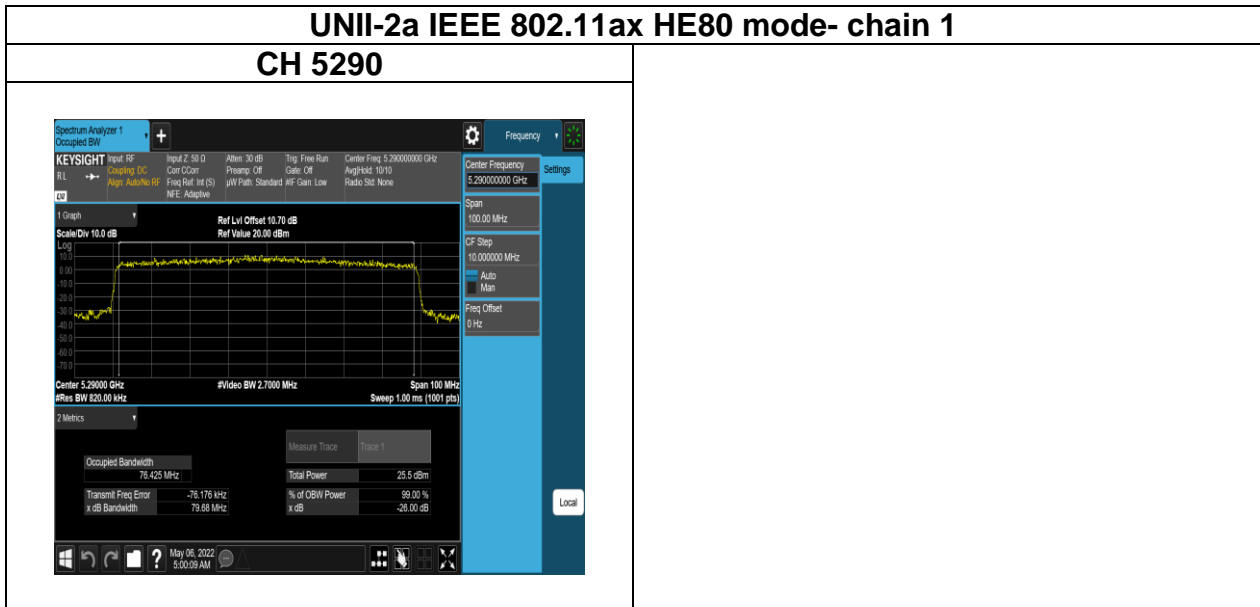 UNII-2a IEEE 802.11ax HE80 mode- chain 1
CH 5290
Spectrum Analyzer 1
Occupied BW
Frequency
KEYSIGHT
R L
LXI
Input: RF
Coupling: DC
Align: Auto/No RF
Input Z: 50 Ω
Corr CCorr
Freq Ref: Int (S)
NFE: Adaptive
Atten: 30 dB
Preamp: Off
µW Path: Standard
Trig: Free Run
Gate: Off
#IF Gain: Low
Center Freq: 5.290000000 GHz
Avg|Hold: 10/10
Radio Std: None
Center Frequency
5.290000000 GHz
Settings
Span
100.00 MHz
CF Step
10.000000 MHz
Auto
Man
Freq Offset
0 Hz
1 Graph
Scale/Div 10.0 dB
Ref Lvl Offset 10.70 dB
Ref Value 20.00 dBm
Log
10.0
0.00
-10.0
-20.0
-30.0
-40.0
-50.0
-60.0
-70.0
Center 5.29000 GHz
#Video BW 2.7000 MHz
Span 100 MHz
#Res BW 820.00 kHz
Sweep 1.00 ms (1001 pts)
2 Metrics
Measure Trace
Trace 1
Occupied Bandwidth
76.425 MHz
Total Power
25.5 dBm
Transmit Freq Error
-76.176 kHz
% of OBW Power
99.00 %
x dB Bandwidth
79.68 MHz
x dB
-26.00 dB
Local
?
May 06, 2022
5:00:09 AM